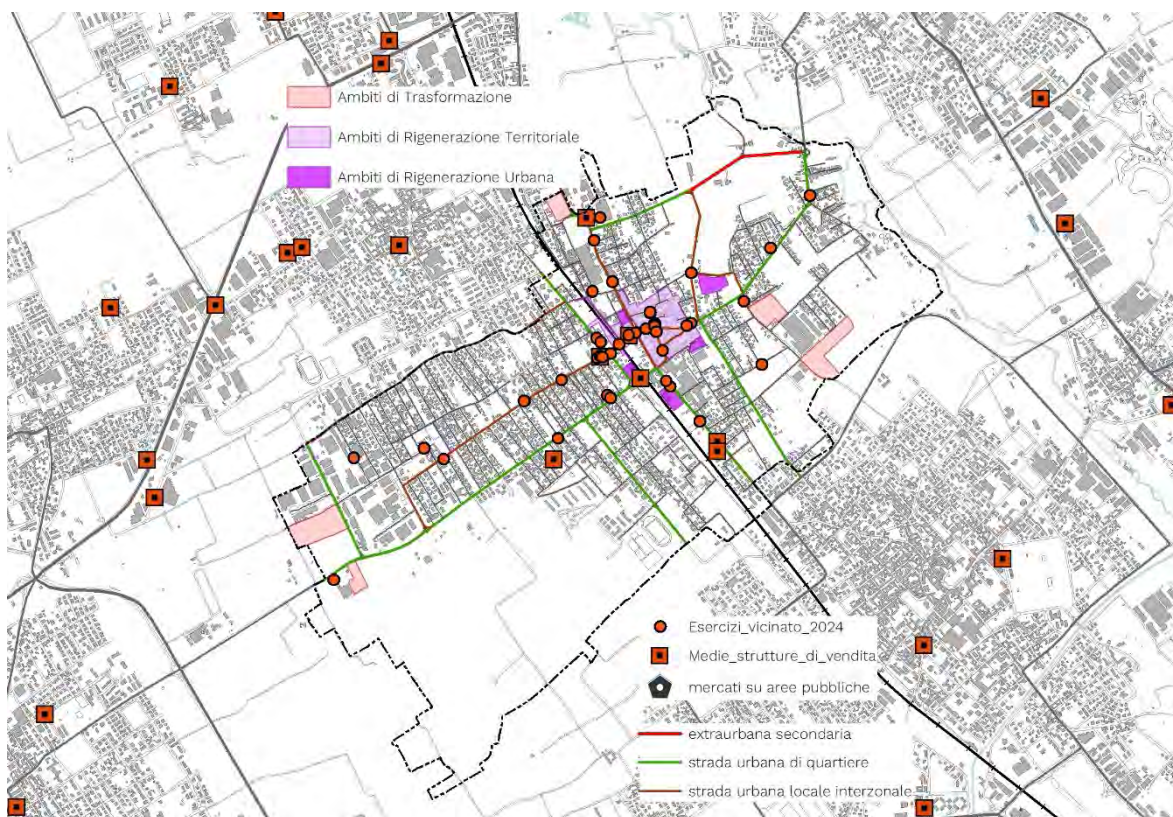 Ambiti di Trasformazione
Ambiti di Rigenerazione Territoriale
Ambiti di Rigenerazione Urbana
Esercizi_vicinato_2024
Medie_strutture_di_vendita
mercati su aree pubbliche
extraurbana secondaria
strada urbana di quartiere
strada urbana locale interzonale